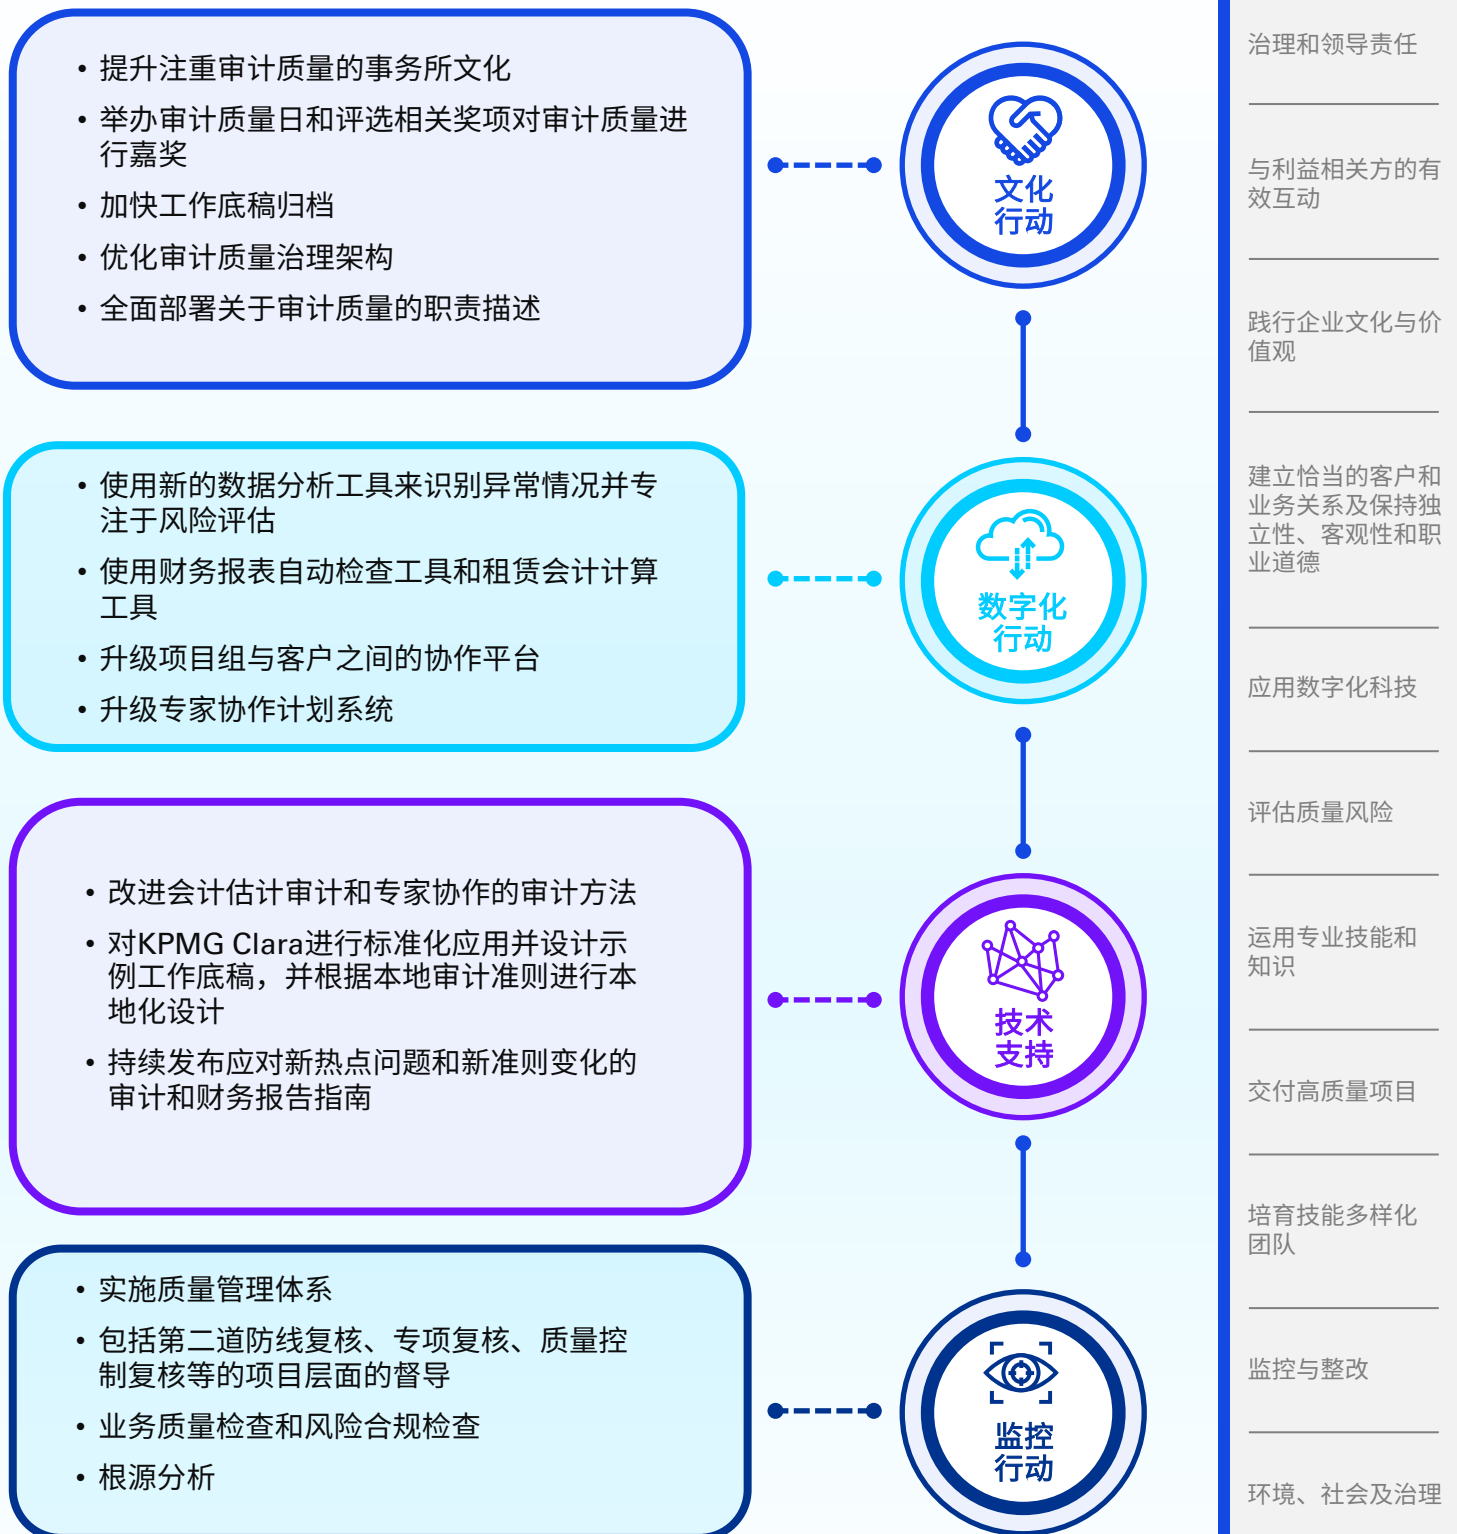 • 提升注重审计质量的事务所文化
• 举办审计质量日和评选相关奖项对审计质量进
行嘉奖
• 加快工作底稿归档
• 优化审计质量治理架构
• 全面部署关于审计质量的职责描述
文化
行动
• 使用新的数据分析工具来识别异常情况并专
注于风险评估
• 使用财务报表自动检查工具和租赁会计计算
工具
• 升级项目组与客户之间的协作平台
• 升级专家协作计划系统
数字化
行动
• 改进会计估计审计和专家协作的审计方法
• 对KPMG Clara进行标准化应用并设计示
例工作底稿，并根据本地审计准则进行本
地化设计
• 持续发布应对新热点问题和新准则变化的
审计和财务报告指南
技术
支持
• 实施质量管理体系
• 包括第二道防线复核、专项复核、质量控
制复核等的项目层面的督导
• 业务质量检查和风险合规检查
• 根源分析
监控
行动
治理和领导责任
与利益相关方的有
效互动
践行企业文化与价
值观
建立恰当的客户和
业务关系及保持独
立性、客观性和职
业道德
应用数字化科技
评估质量风险
运用专业技能和
知识
交付高质量项目
培育技能多样化
团队
监控与整改
环境、社会及治理